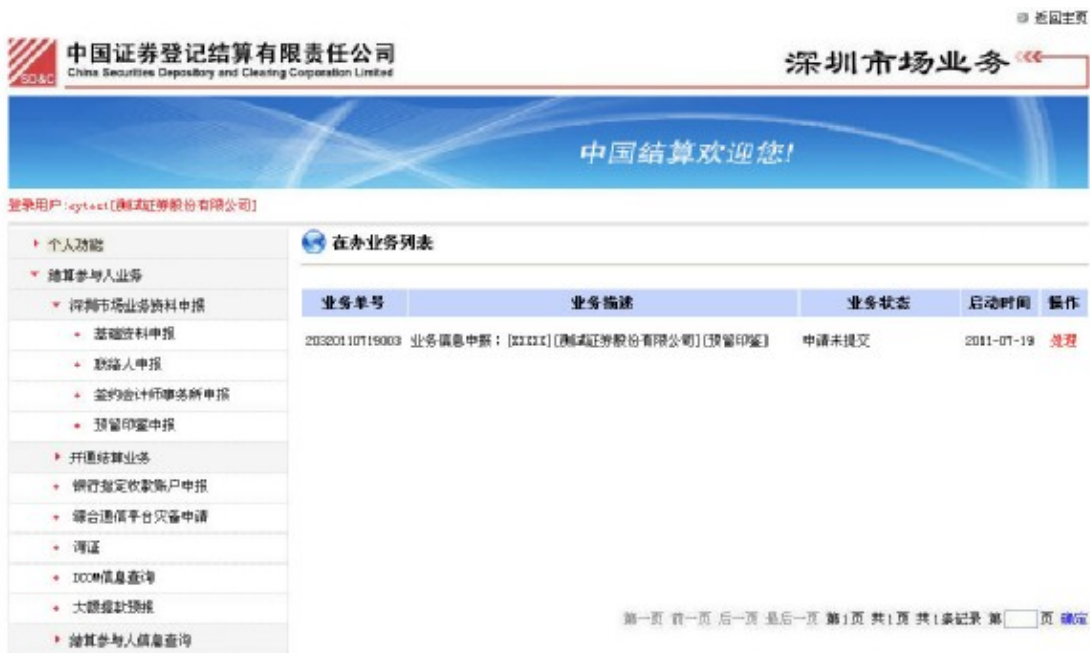 返回主页
中国证券登记结算有限责任公司
China Securities Depository and Clearing Corporation Limited
SD&C
深圳市场业务
中国结算欢迎您!
登录用户:cytest[测试证券股份有限公司]
个人功能
在办业务列表
结算参与人业务
深圳市场业务资料申报
业务单号 业务描述 业务状态 启动时间 操作
基础资料申报
20320110719003 业务信息申报:[XXXXX][测试证券股份有限公司][预留印鉴] 申请未提交 2011-07-19 处理
联络人申报
签约会计师事务所申报
预留印鉴申报
开通结算业务
银行指定收款账户申报
综合通信平台灾备申请
询证
DCOM信息查询
大额提款预报
第一页 前一页 后一页 最后一页 第1页 共1页 共1条记录 第 页 确定
结算参与人信息查询